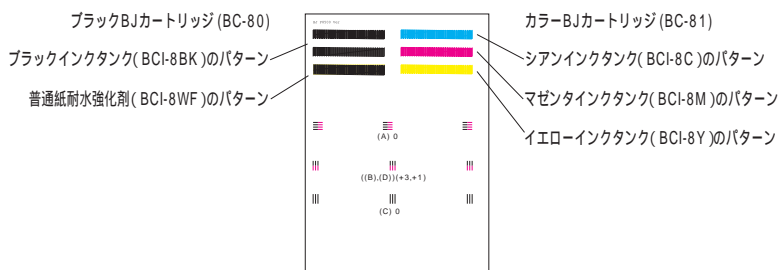 ブラックBJカートリッジ(BC-80)
ブラックインクタンク(BCI-8BK)のパターン
普通紙耐水強化剤(BCI-8WF)のパターン
カラーBJカートリッジ(BC-81)
シアンインクタンク(BCI-8C)のパターン
マゼンタインクタンク(BCI-8M)のパターン
イエローインクタンク(BCI-8Y)のパターン
(A) 0
((B),(D))(+3,+1)
(C) 0